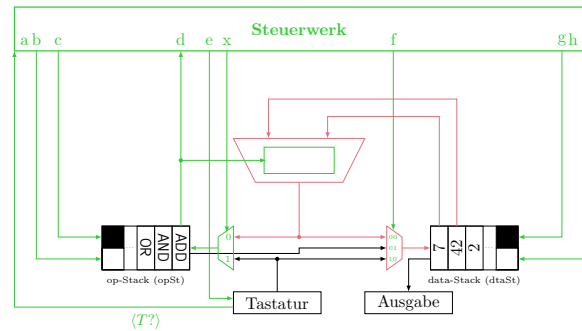 Steuerwerk
a b c d e x f g h
0 00
OR AND ADD 01 7 42 2
1 10
op-Stack (opSt) data-Stack (dtaSt)
Tastatur Ausgabe
⟨T?⟩